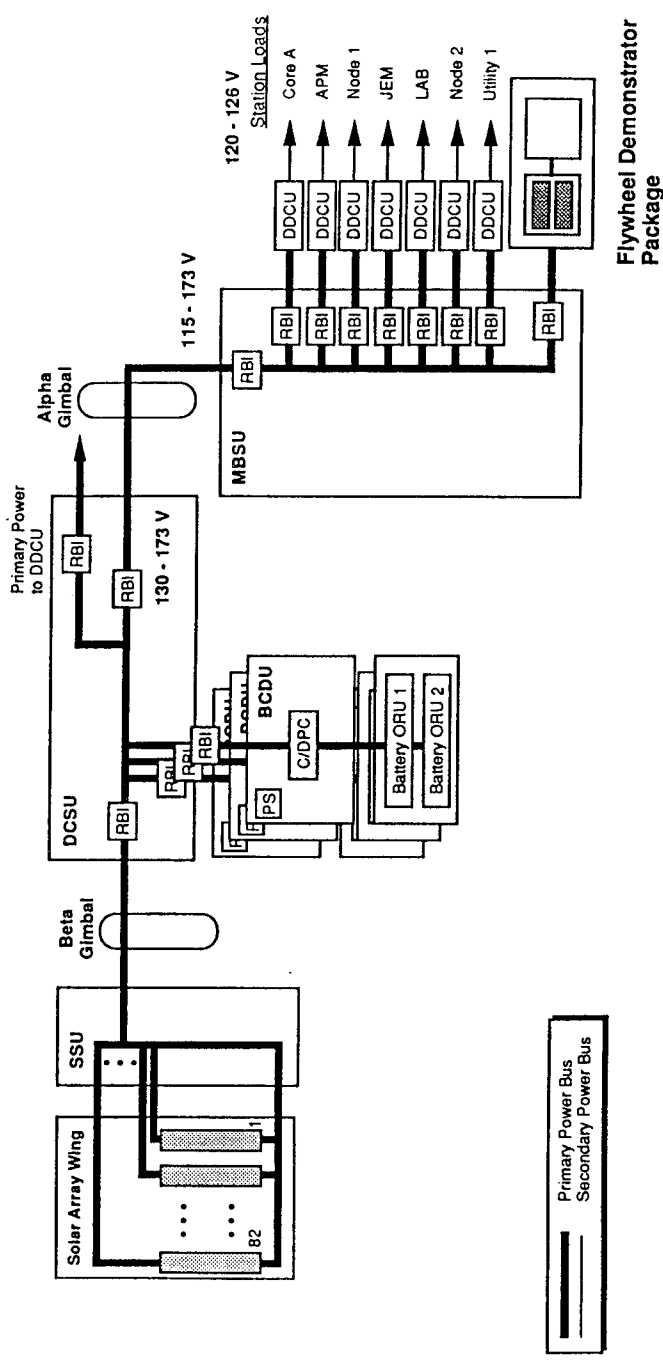 Solar Array Wing
82
1
SSU
Beta
Gimbal
DCSU
RBI
RBI
RBI
RBI
RBI
RBI
Primary Power
to DDCU
130 - 173 V
BCDU
PS
C/DPC
Battery ORU 1
Battery ORU 2
Alpha
Gimbal
115 - 173 V
MBSU
RBI
120 - 126 V
Station Loads
RBI DDCU Core A
RBI DDCU APM
RBI DDCU Node 1
RBI DDCU JEM
RBI DDCU LAB
RBI DDCU Node 2
RBI DDCU Utility 1
RBI
Flywheel Demonstrator
Package
Primary Power Bus
Secondary Power Bus